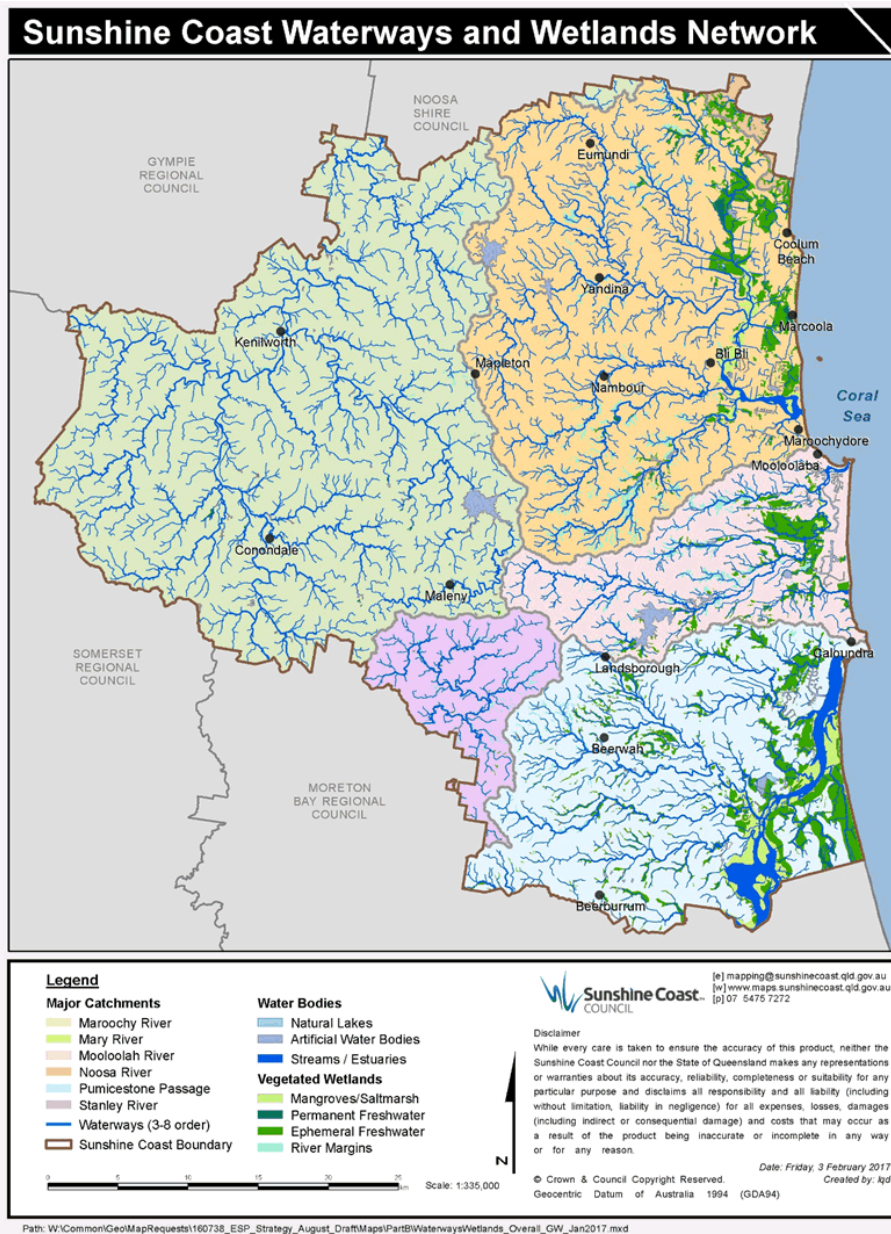 Sunshine Coast Waterways and Wetlands Network
NOOSA
SHIRE
COUNCIL
GYMPIE
REGIONAL
COUNCIL
Eumundi
Coolum
Beach
Yandina
Marcoola
Kenilworth
Bli Bli
Mapleton
Nambour
Coral
Sea
Maroochydore
Mooloolaba
Conondale
Maleny
SOMERSET
REGIONAL
COUNCIL
Landsborough
Caloundra
Beerwah
MORETON
BAY REGIONAL
COUNCIL
Beerburrum
Legend
Major Catchments
Maroochy River
Mary River
Mooloolah River
Noosa River
Pumicestone Passage
Stanley River
Waterways (3-8 order)
Sunshine Coast Boundary
Water Bodies
Natural Lakes
Artificial Water Bodies
Streams / Estuaries
Vegetated Wetlands
Mangroves/Saltmarsh
Permanent Freshwater
Ephemeral Freshwater
River Margins
0 5 10 15 20 25
km
Scale: 1:335,000
N
Sunshine Coast
COUNCIL
[e] mapping@sunshinecoast.qld.gov.au
[w] www.maps.sunshinecoast.qld.gov.au
[p] 07 5475 7272
Disclaimer
While every care is taken to ensure the accuracy of this product, neither the
Sunshine Coast Council nor the State of Queensland makes any representations
or warranties about its accuracy, reliability, completeness or suitability for any
particular purpose and disclaims all responsibility and all liability (including
without limitation, liability in negligence) for all expenses, losses, damages
(including indirect or consequential damage) and costs that may occur as
a result of the product being inaccurate or incomplete in any way
or for any reason.
Date: Friday, 3 February 2017
© Crown & Council Copyright Reserved.
Created by: lqd
Geocentric Datum of Australia 1994 (GDA94)
Path: W:\Common\Geo\MapRequests\160738_ESP_Strategy_August_Draft\Maps\PartB\WaterwaysWetlands_Overall_GW_Jan2017.mxd